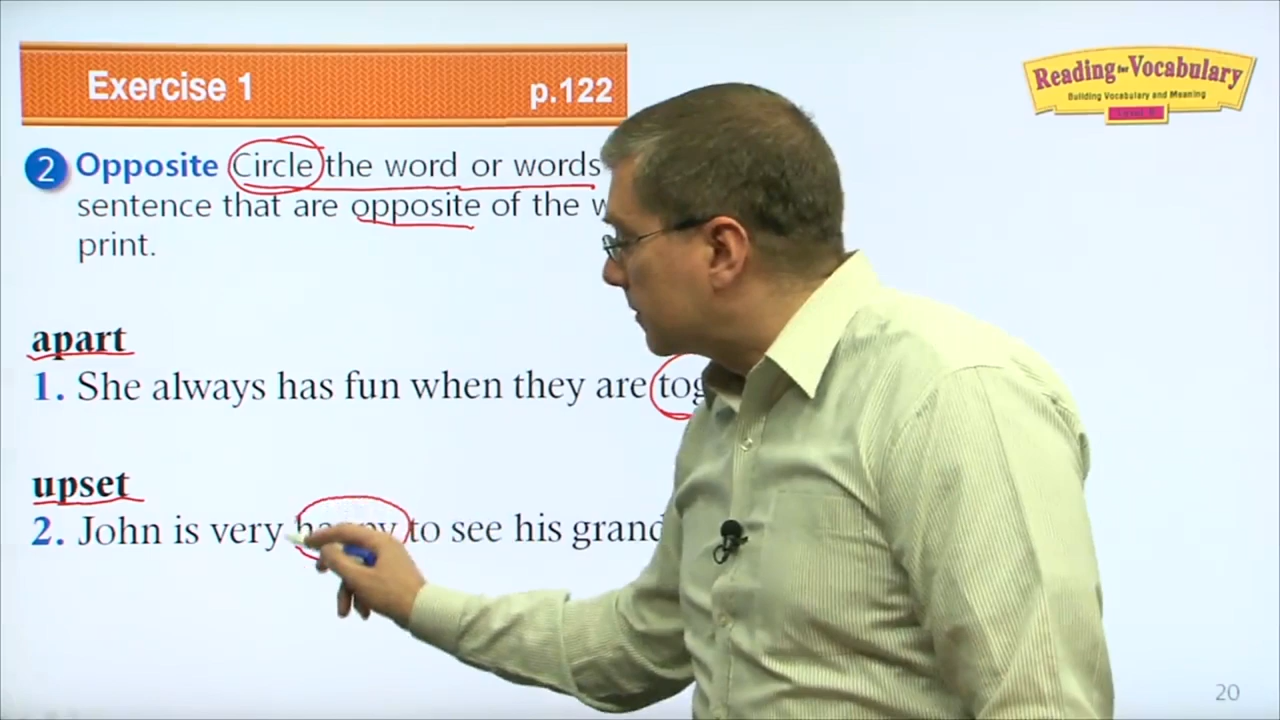 Exercise 1
p.122
Reading for Vocabulary
Building Vocabulary and Meaning
2 Opposite Circle the word or words
sentence that are opposite of the
print.
apart
1. She always has fun when they are
upset
2. John is very happy to see his
20